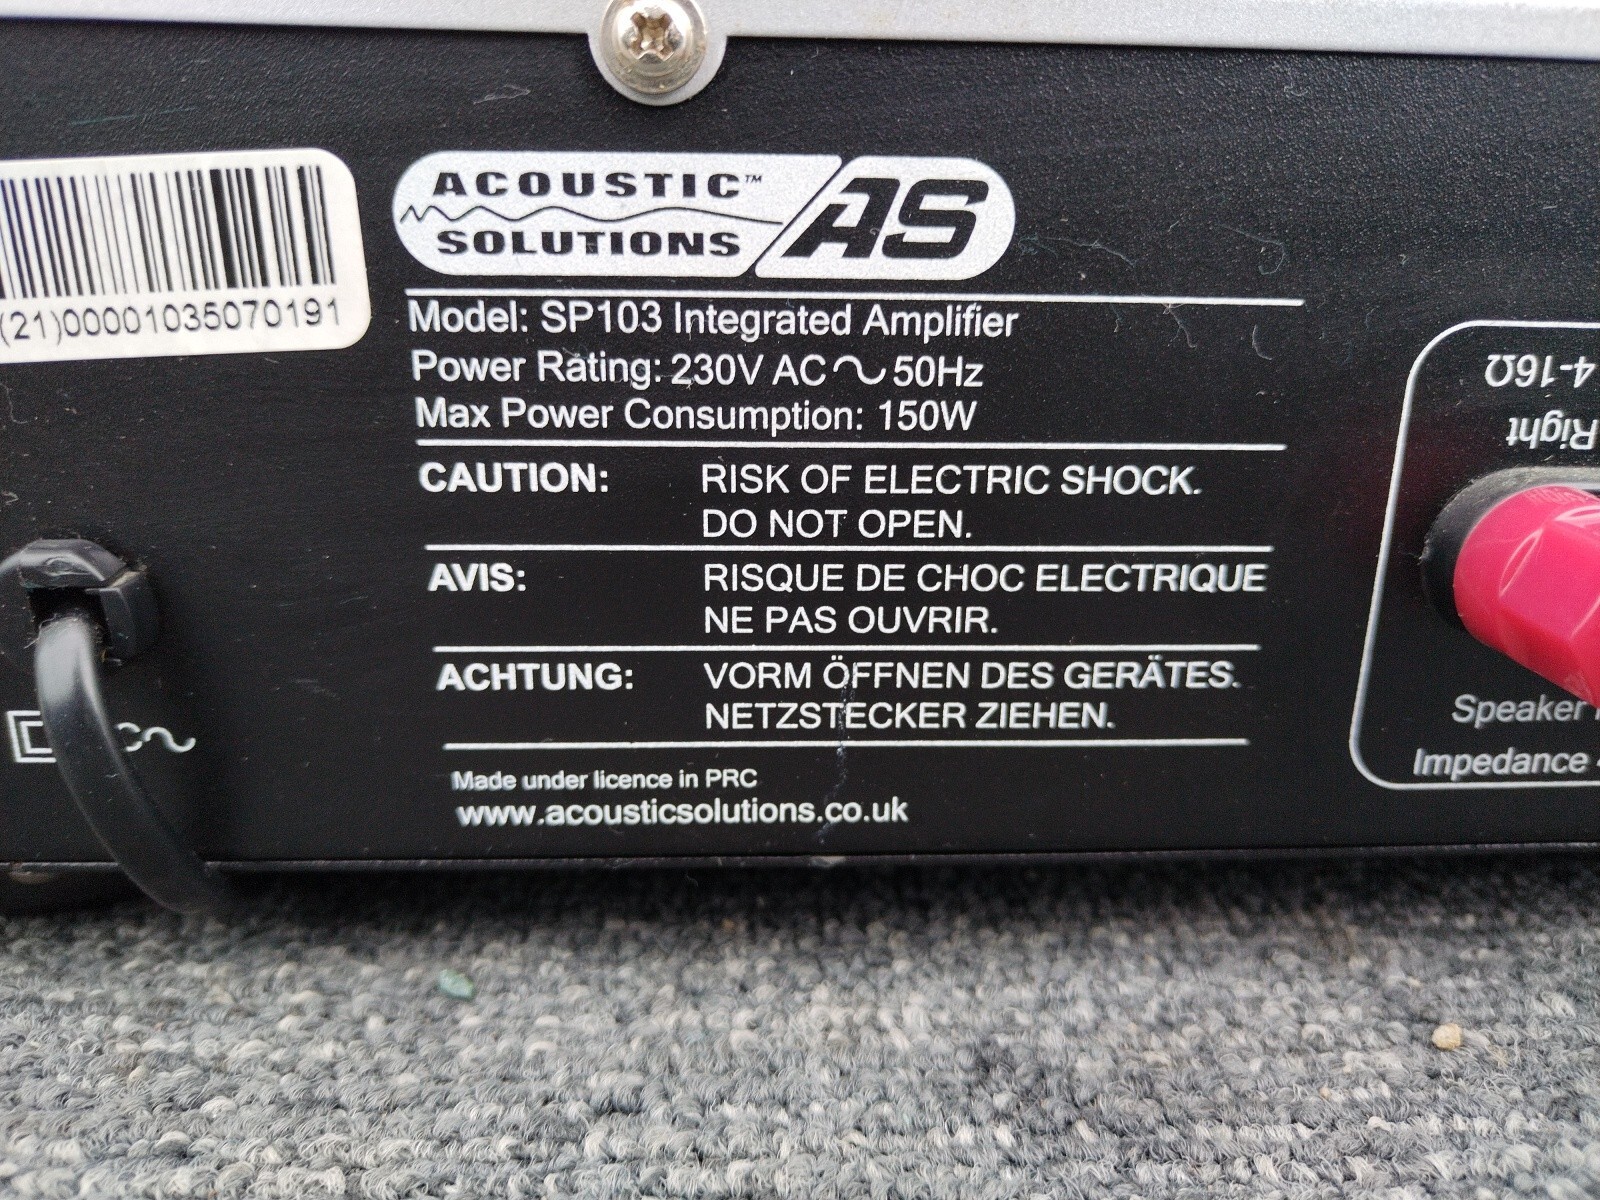 ACOUSTIC™
SOLUTIONS
AS
(21)00001035070191
Model: SP103 Integrated Amplifier
Power Rating: 230V AC～50Hz
Max Power Consumption: 150W
CAUTION: RISK OF ELECTRIC SHOCK.
DO NOT OPEN.
AVIS: RISQUE DE CHOC ELECTRIQUE
NE PAS OUVRIR.
ACHTUNG: VORM ÖFFNEN DES GERÄTES.
NETZSTECKER ZIEHEN.
Made under licence in PRC
www.acousticsolutions.co.uk
4-16Ω
Right
Speaker
Impedance